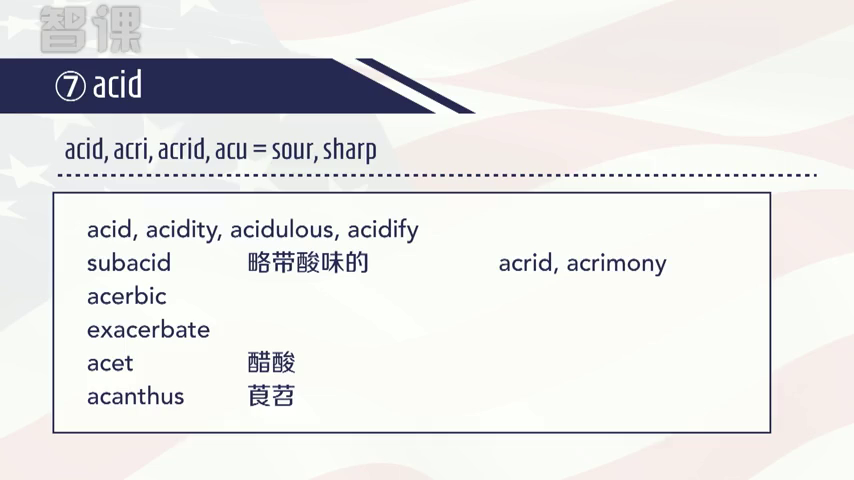 智课
⑦ acid
acid, acri, acrid, acu = sour, sharp
acid, acidity, acidulous, acidify
subacid 略带酸味的 acrid, acrimony
acerbic
exacerbate
acet 醋酸
acanthus 莨苕